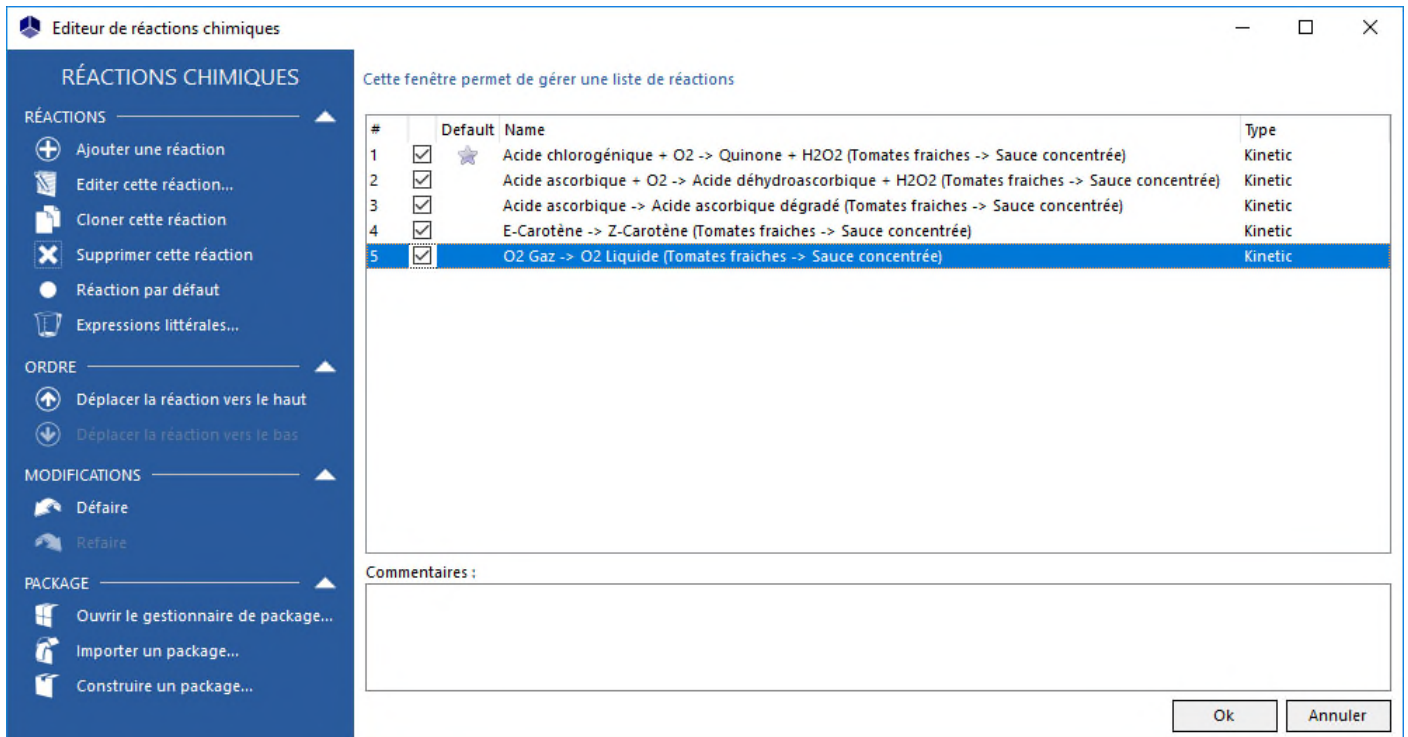 Editeur de réactions chimiques
RÉACTIONS CHIMIQUES
RÉACTIONS
Ajouter une réaction
Editer cette réaction...
Cloner cette réaction
Supprimer cette réaction
Réaction par défaut
Expressions littérales...
ORDRE
Déplacer la réaction vers le haut
Déplacer la réaction vers le bas
MODIFICATIONS
Défaire
Refaire
PACKAGE
Ouvrir le gestionnaire de package...
Importer un package...
Construire un package...
Cette fenêtre permet de gérer une liste de réactions
# Default Name Type
1 Acide chlorogénique + O2 -> Quinone + H2O2 (Tomates fraiches -> Sauce concentrée) Kinetic
2 Acide ascorbique + O2 -> Acide déhydroascorbique + H2O2 (Tomates fraiches -> Sauce concentrée) Kinetic
3 Acide ascorbique -> Acide ascorbique dégradé (Tomates fraiches -> Sauce concentrée) Kinetic
4 E-Carotène -> Z-Carotène (Tomates fraiches -> Sauce concentrée) Kinetic
5 O2 Gaz -> O2 Liquide (Tomates fraiches -> Sauce concentrée) Kinetic
Commentaires :
Ok Annuler